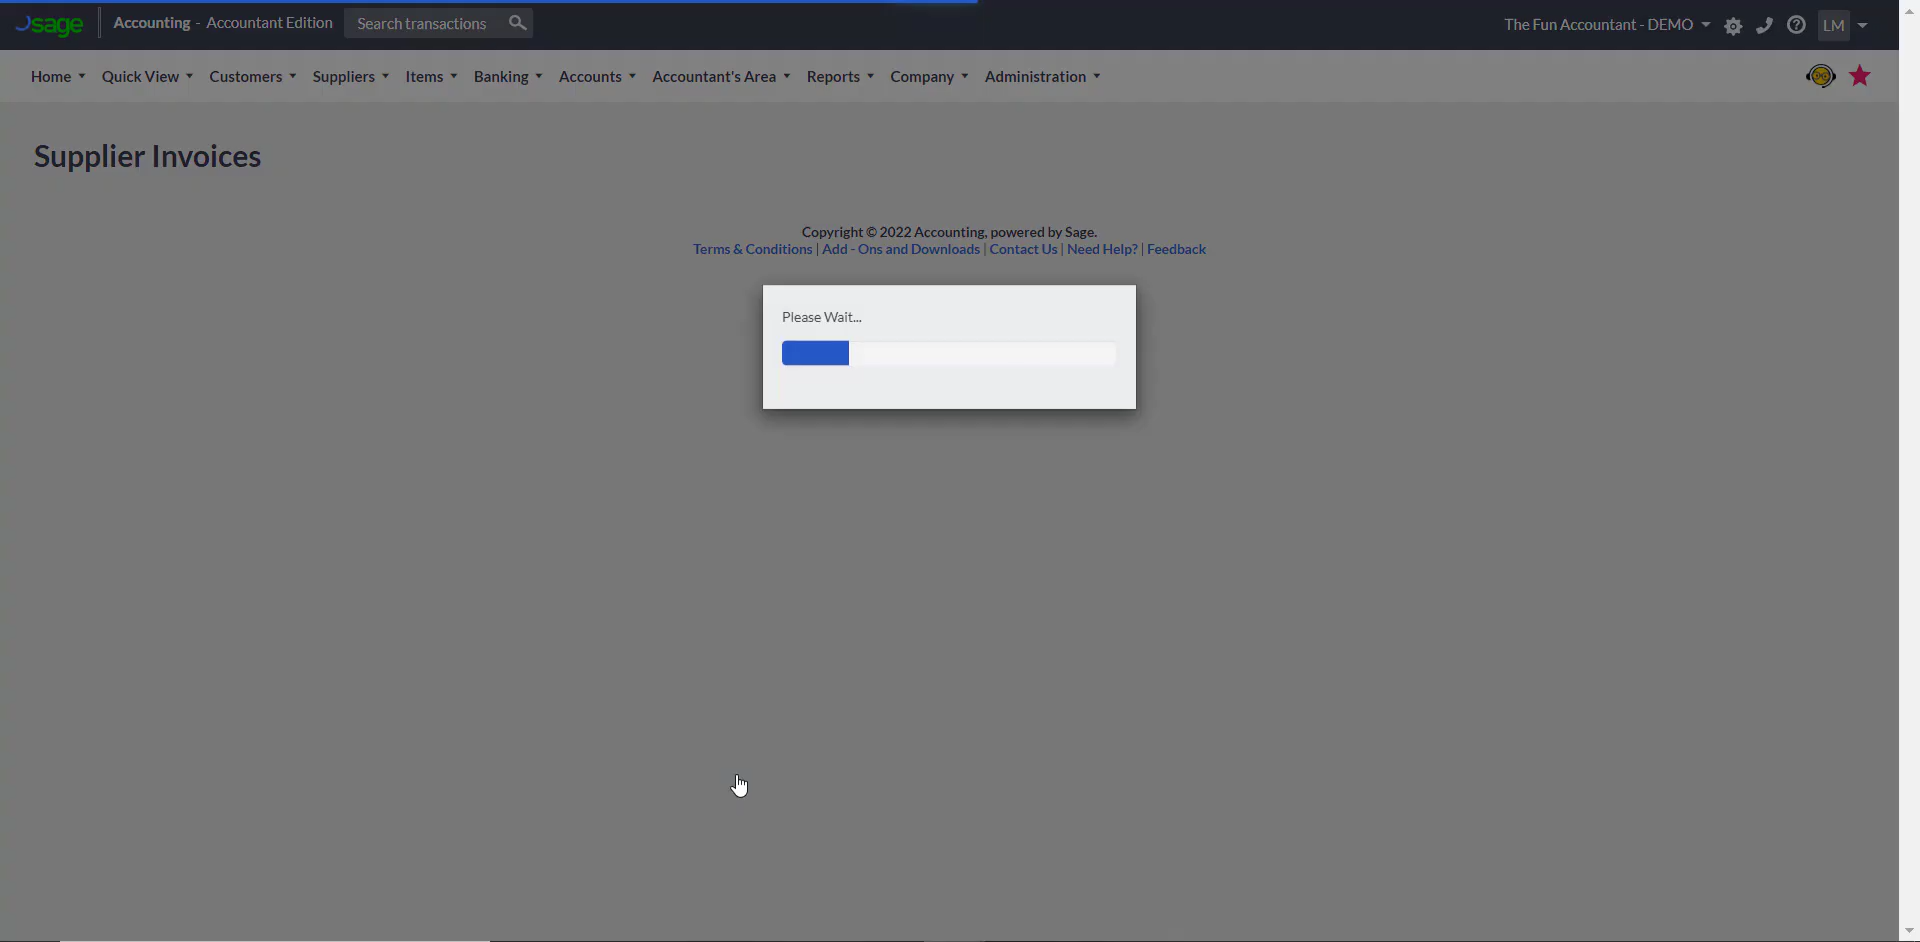 sage Accounting - Accountant Edition Search transactions The Fun Accountant - DEMO LM
Home Quick View Customers Suppliers Items Banking Accounts Accountant's Area Reports Company Administration
Supplier Invoices
Copyright © 2022 Accounting, powered by Sage.
Terms & Conditions | Add - Ons and Downloads | Contact Us | Need Help? | Feedback
Please Wait...